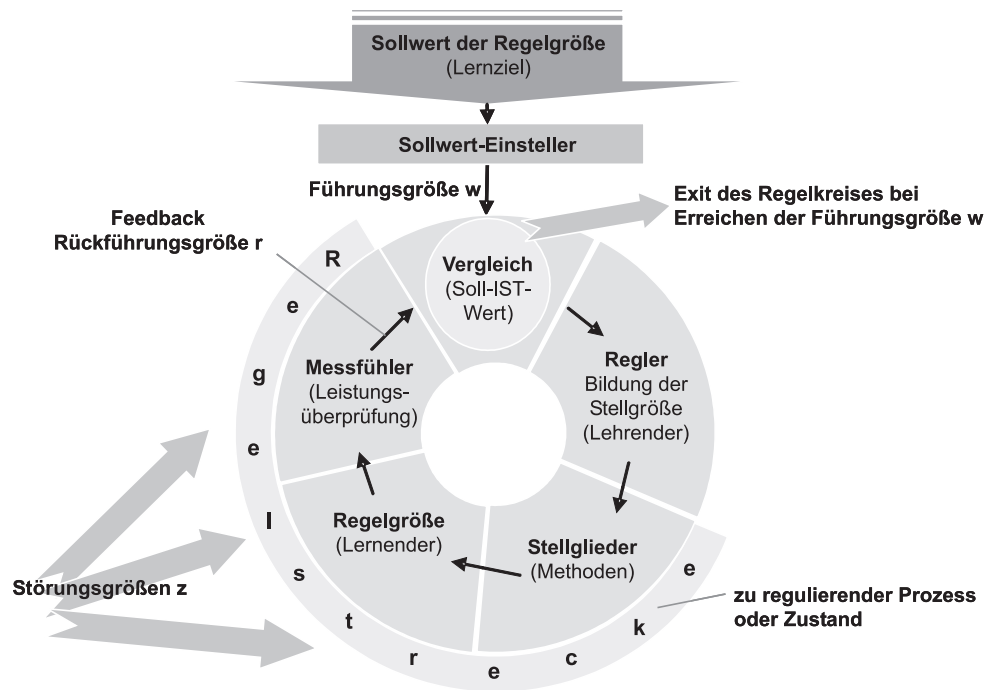 Sollwert der Regelgröße
(Lernziel)
Sollwert-Einsteller
Führungsgröße w
Exit des Regelkreises bei
Erreichen der Führungsgröße w
Feedback
Rückführungsgröße r
Vergleich
(Soll-IST-
Wert)
Regler
Bildung der
Stellgröße
(Lehrender)
Stellglieder
(Methoden)
Regelgröße
(Lernender)
Messfühler
(Leistungs-
überprüfung)
Regelstrecke
Störungsgrößen z
zu regulierender Prozess
oder Zustand